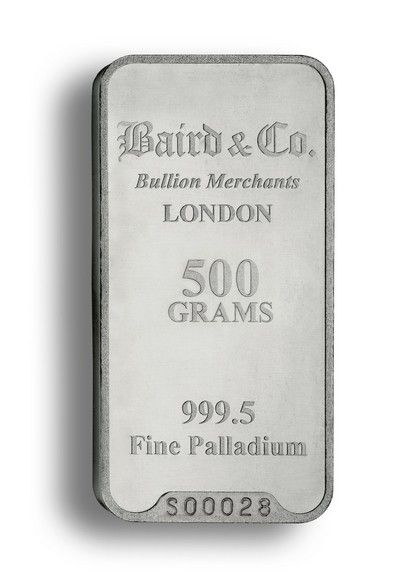 Baird & Co.
Bullion Merchants
LONDON
500
GRAMS
999.5
Fine Palladium
S00028